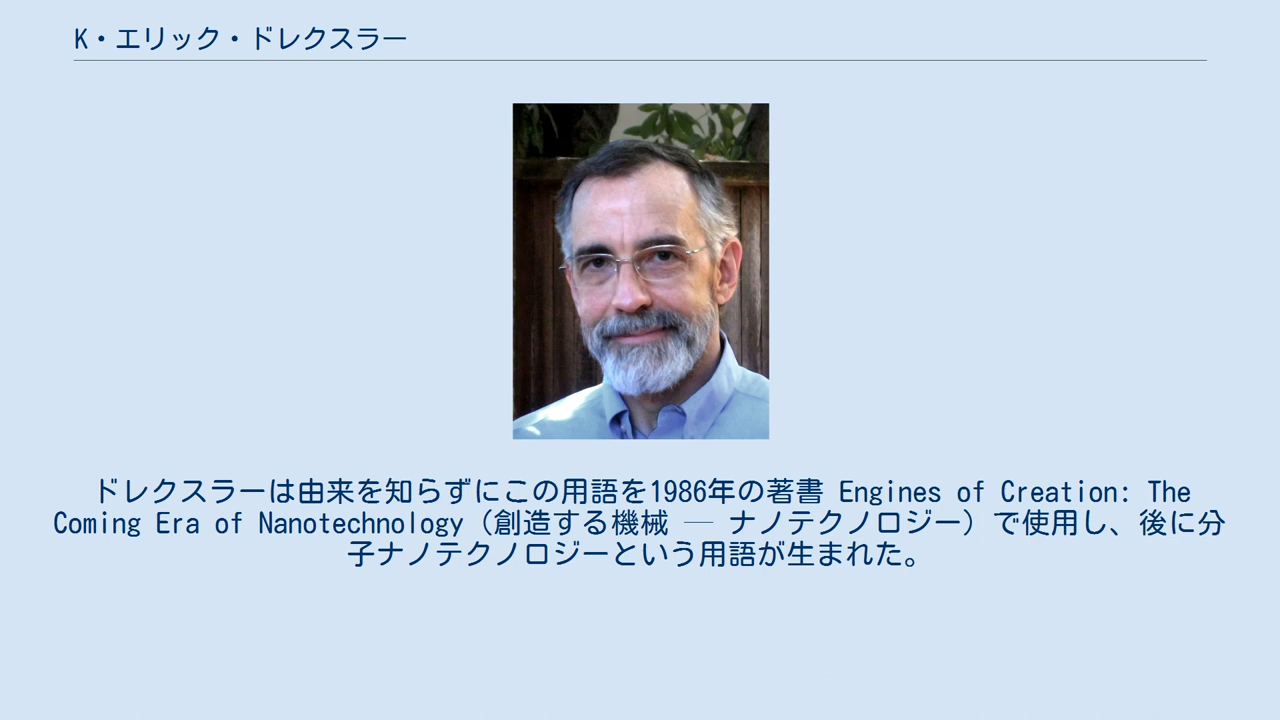 K・エリック・ドレクスラー
ドレクスラーは由来を知らずにこの用語を1986年の著書 Engines of Creation: The
Coming Era of Nanotechnology（創造する機械 ― ナノテクノロジー）で使用し、後に分
子ナノテクノロジーという用語が生まれた。